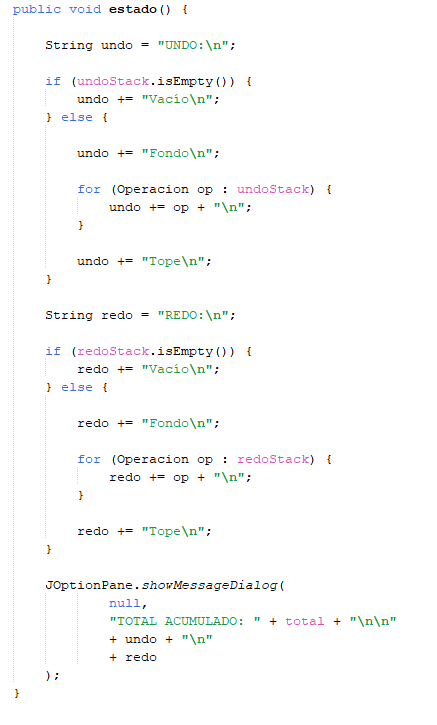 public void estado() {
String undo = "UNDO:\n";
if (undoStack.isEmpty()) {
undo += "Vacío\n";
} else {
undo += "Fondo\n";
for (Operacion op : undoStack) {
undo += op + "\n";
}
undo += "Tope\n";
}
String redo = "REDO:\n";
if (redoStack.isEmpty()) {
redo += "Vacío\n";
} else {
redo += "Fondo\n";
for (Operacion op : redoStack) {
redo += op + "\n";
}
redo += "Tope\n";
}
JOptionPane.showMessageDialog(
null,
"TOTAL ACUMULADO: " + total + "\n\n"
+ undo + "\n"
+ redo
);
}